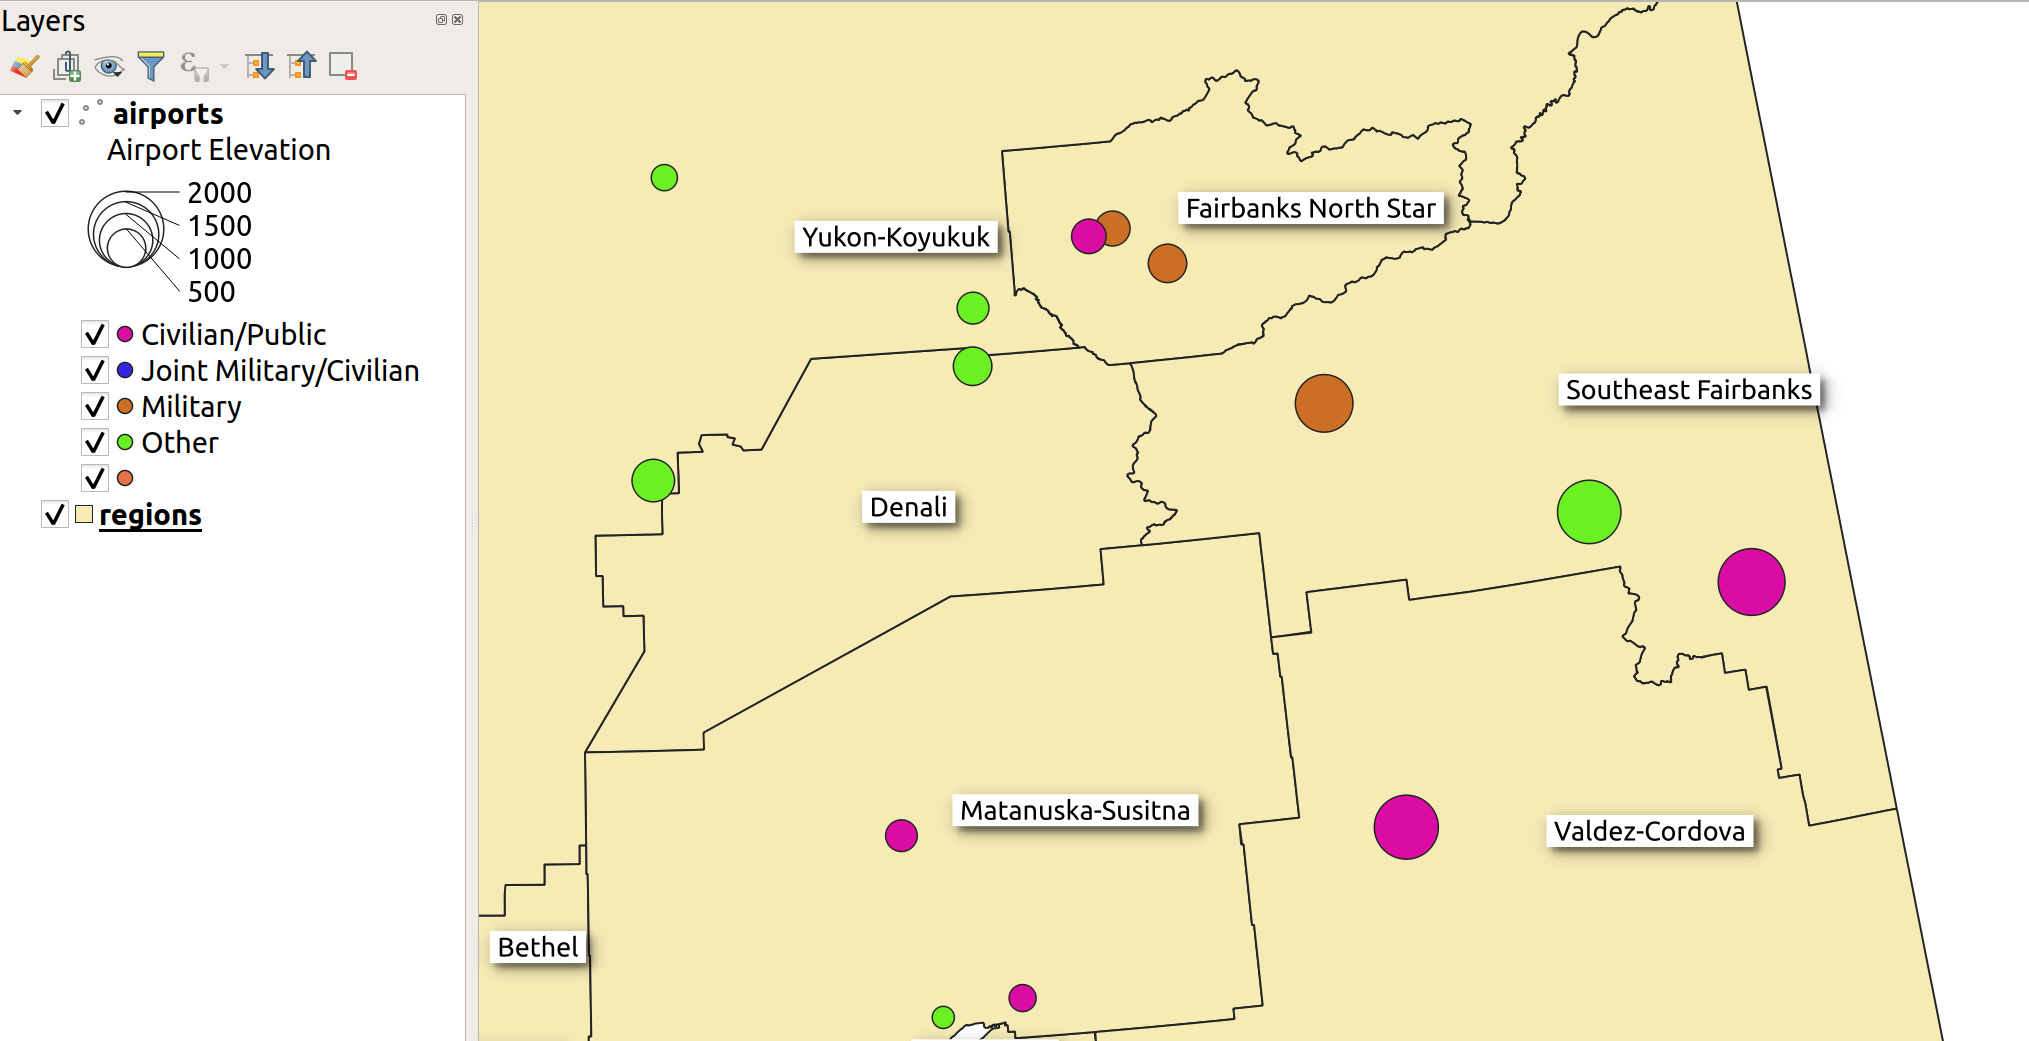 Layers
airports
Airport Elevation
2000
1500
1000
500
Civilian/Public
Joint Military/Civilian
Military
Other
regions
Fairbanks North Star
Yukon-Koyukuk
Southeast Fairbanks
Denali
Matanuska-Susitna
Valdez-Cordova
Bethel